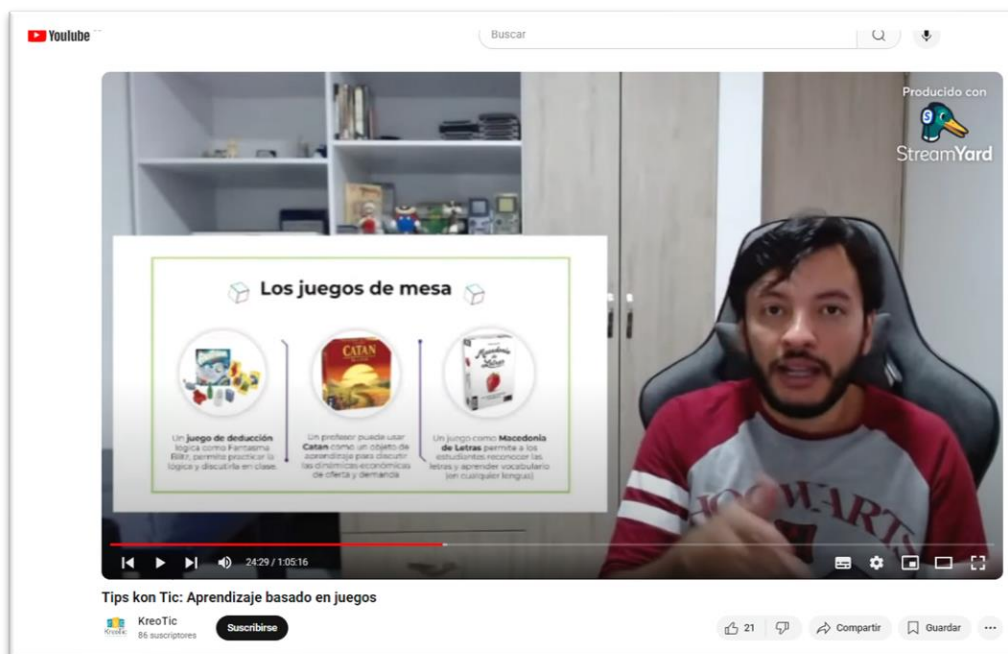 YouTube
Buscar
Producido con
StreamYard
Los juegos de mesa
CATAN
Macedonia
de Letras
Un juego de deducción
lógica como Fantasma
Blitz, permite practicar la
lógica y discutirla en clase.
Un profesor puede usar
Catan como un objeto de
aprendizaje para discutir
las dinámicas económicas
de oferta y demanda
Un juego como Macedonia
de Letras permite a los
estudiantes reconocer las
letras y aprender vocabulario
(en cualquier lengua)
HOGWARTS
24:29 / 1:05:16
Tips kon Tic: Aprendizaje basado en juegos
KreoTic
KreoTic
86 suscriptores
Suscribirse
21
Compartir
Guardar